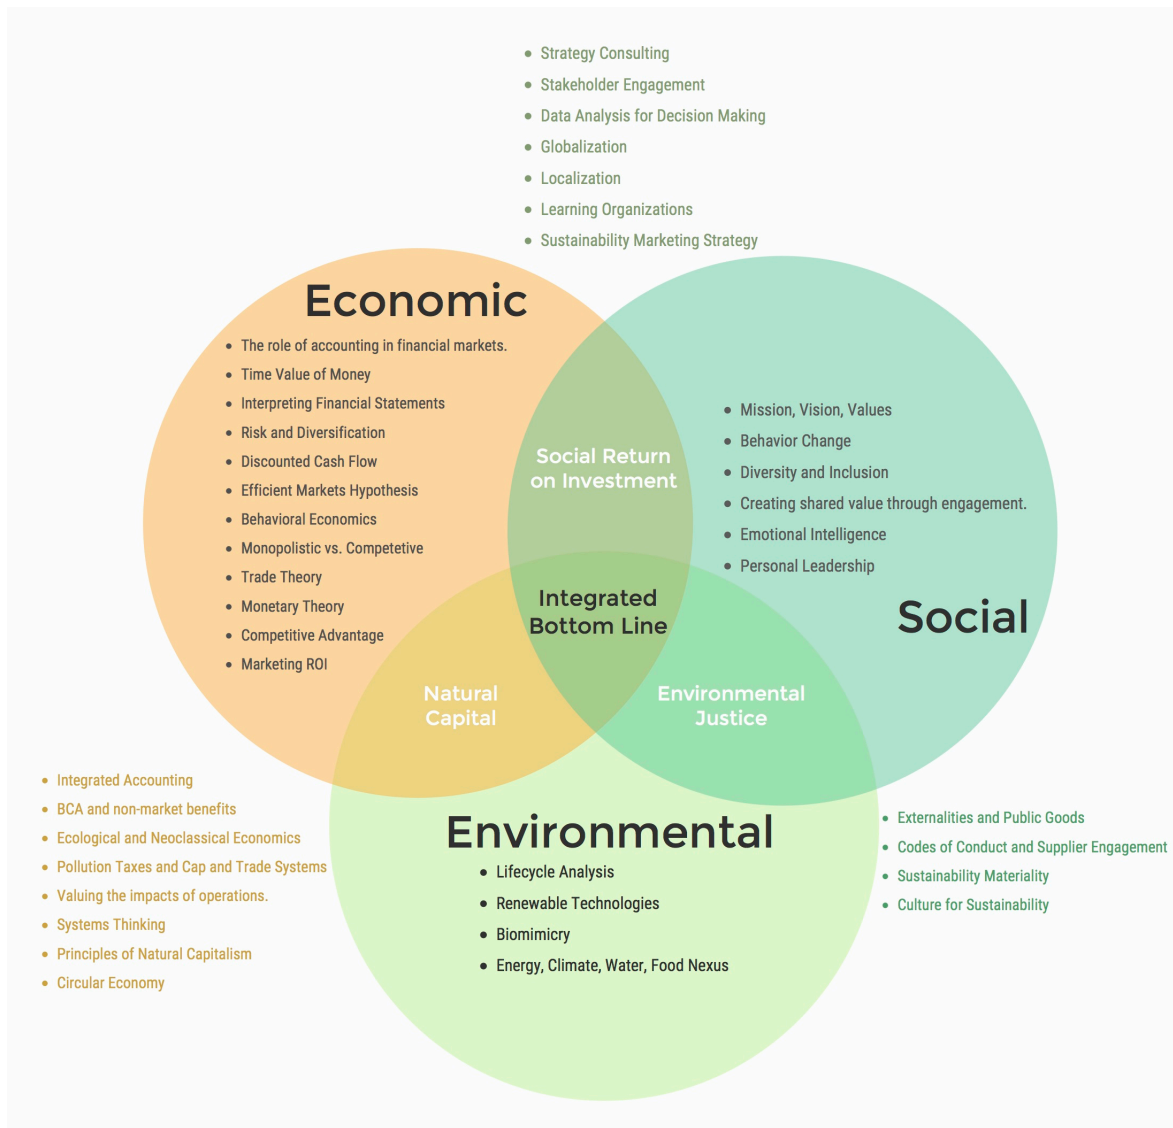 • Strategy Consulting
• Stakeholder Engagement
• Data Analysis for Decision Making
• Globalization
• Localization
• Learning Organizations
• Sustainability Marketing Strategy
Economic
• The role of accounting in financial markets.
• Time Value of Money
• Interpreting Financial Statements
• Risk and Diversification
• Discounted Cash Flow
• Efficient Markets Hypothesis
• Behavioral Economics
• Monopolistic vs. Competetive
• Trade Theory
• Monetary Theory
• Competitive Advantage
• Marketing ROI
Social Return
on Investment
• Mission, Vision, Values
• Behavior Change
• Diversity and Inclusion
• Creating shared value through engagement.
• Emotional Intelligence
• Personal Leadership
Social
Integrated
Bottom Line
Natural
Capital
Environmental
Justice
• Integrated Accounting
• BCA and non-market benefits
• Ecological and Neoclassical Economics
• Pollution Taxes and Cap and Trade Systems
• Valuing the impacts of operations.
• Systems Thinking
• Principles of Natural Capitalism
• Circular Economy
Environmental
• Lifecycle Analysis
• Renewable Technologies
• Biomimicry
• Energy, Climate, Water, Food Nexus
• Externalities and Public Goods
• Codes of Conduct and Supplier Engagement
• Sustainability Materiality
• Culture for Sustainability